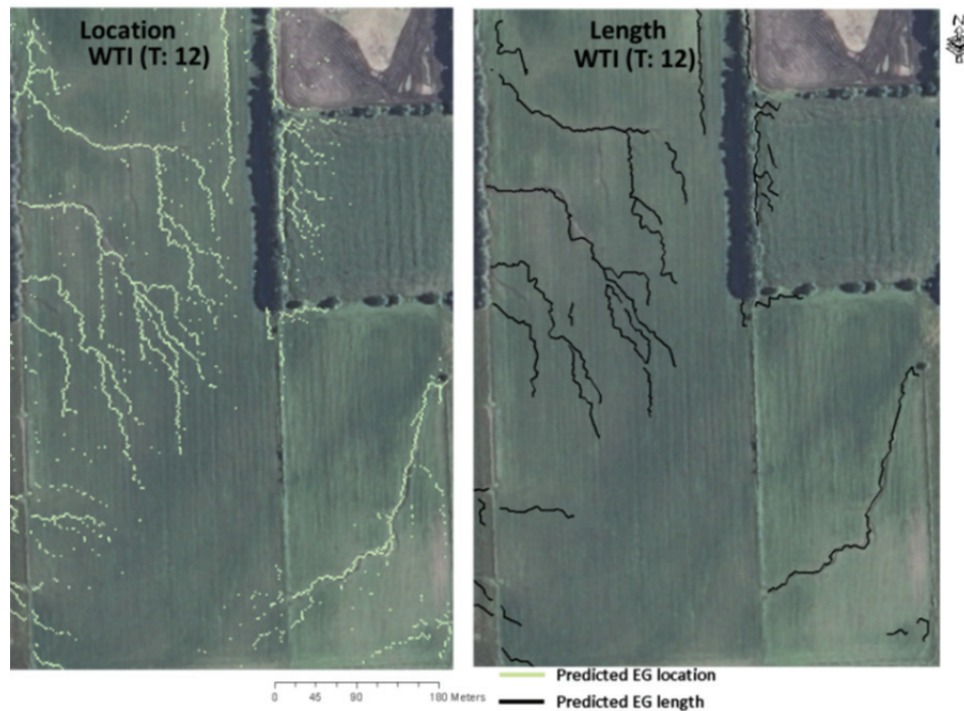 Location
WTI (T: 12)
Length
WTI (T: 12)
N
Predicted EG location
0 45 90 180 Meters
Predicted EG length